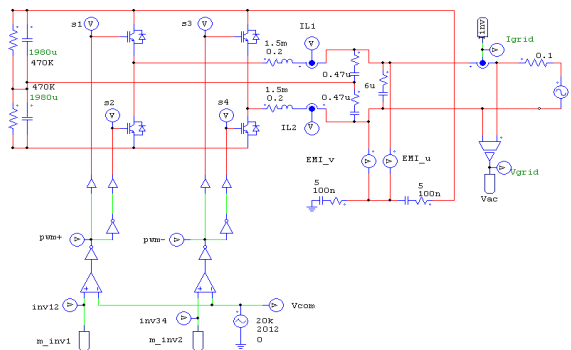 s1
V
s3
V
IL1
V
inv
Igrid
V
1980u
470K
470K
1980u
1.5m
0.2
0.47u
0.47u
6u
0.1
s2
V
s4
V
1.5m
0.2
V
IL2
EMI_v
EMI_u
V
V
5
100n
5
100n
Vgrid
V
Vac
pwm+
V
pwm-
V
inv12
V
Vcom
V
inv34
V
20k
2012
0
m_inv1
m_inv2